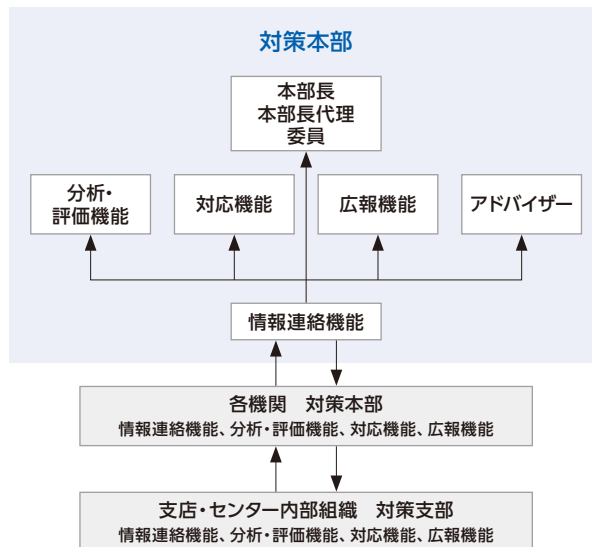 対策本部
本部長
本部長代理
委員
分析・
評価機能
対応機能
広報機能
アドバイザー
情報連絡機能
各機関　対策本部
情報連絡機能、分析・評価機能、対応機能、広報機能
支店・センター内部組織　対策支部
情報連絡機能、分析・評価機能、対応機能、広報機能